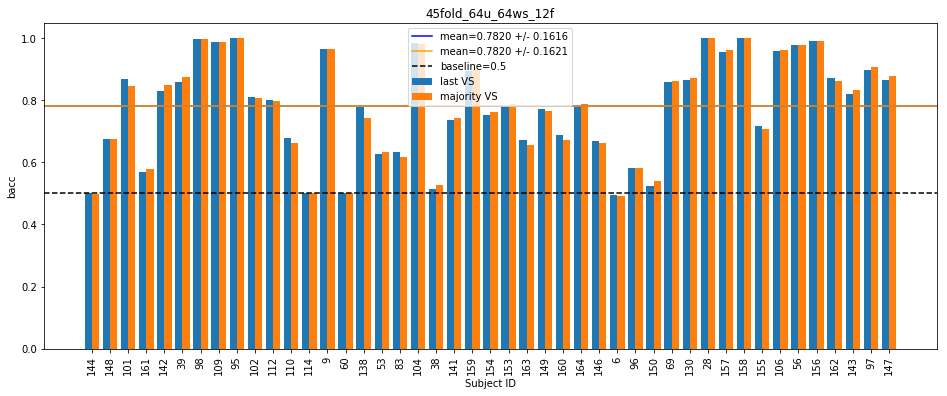 45fold_64u_64ws_12f
mean=0.7820 +/- 0.1616
mean=0.7820 +/- 0.1621
baseline=0.5
last VS
majority VS
bacc
1.0
0.8
0.6
0.4
0.2
0.0
144 148 101 161 142 39 98 109 95 102 112 110 114 9 60 138 53 83 104 38 141 159 154 153 163 149 160 164 146 6 96 150 69 130 28 157 158 155 106 56 156 162 143 97 147
Subject ID